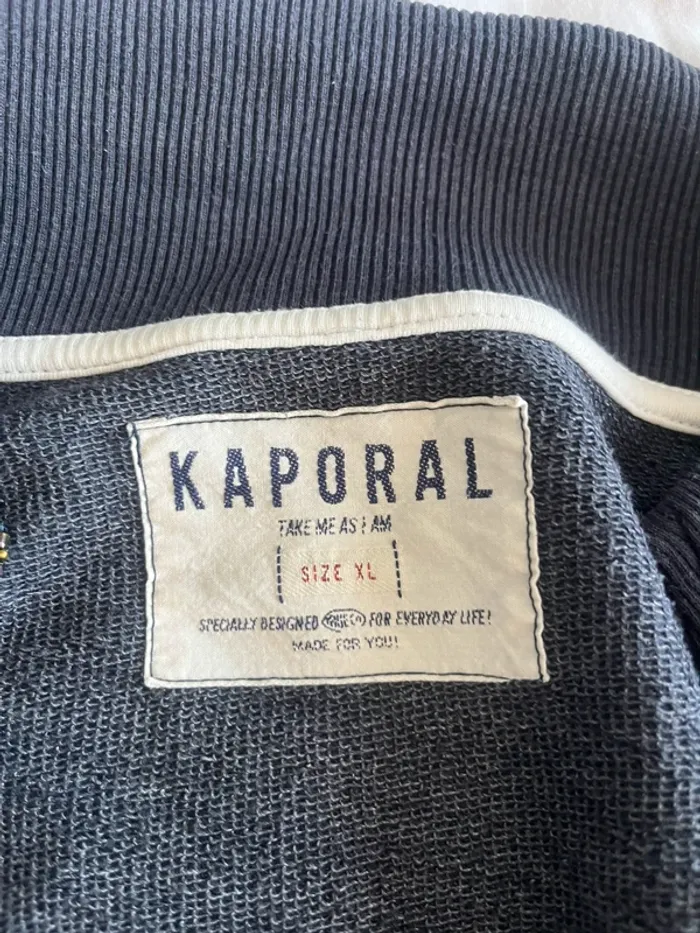 KAPORAL
TAKE ME AS I AM
SIZE XL
SPECIALLY DESIGNED FOR EVERYDAY LIFE!
MADE FOR YOU!